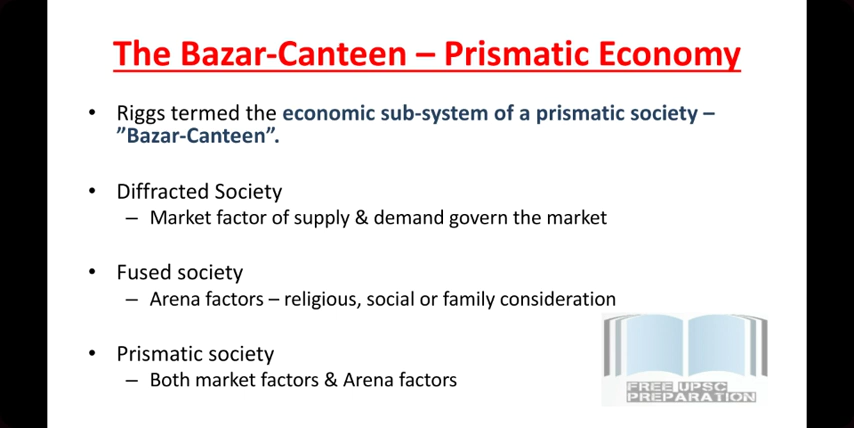 The Bazar-Canteen – Prismatic Economy
• Riggs termed the economic sub-system of a prismatic society –
”Bazar-Canteen”.
• Diffracted Society
– Market factor of supply & demand govern the market
• Fused society
– Arena factors – religious, social or family consideration
• Prismatic society
– Both market factors & Arena factors
FREE UPSC
PREPARATION